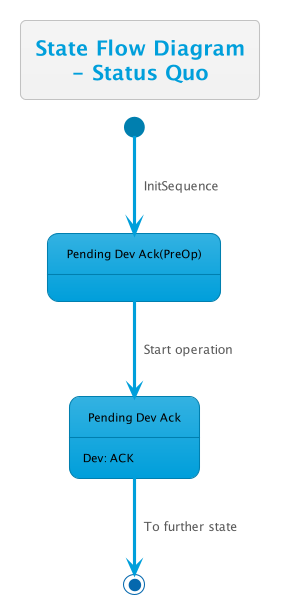 State Flow Diagram
- Status Quo
InitSequence
Pending Dev Ack(PreOp)
Start operation
Pending Dev Ack
Dev: ACK
To further state